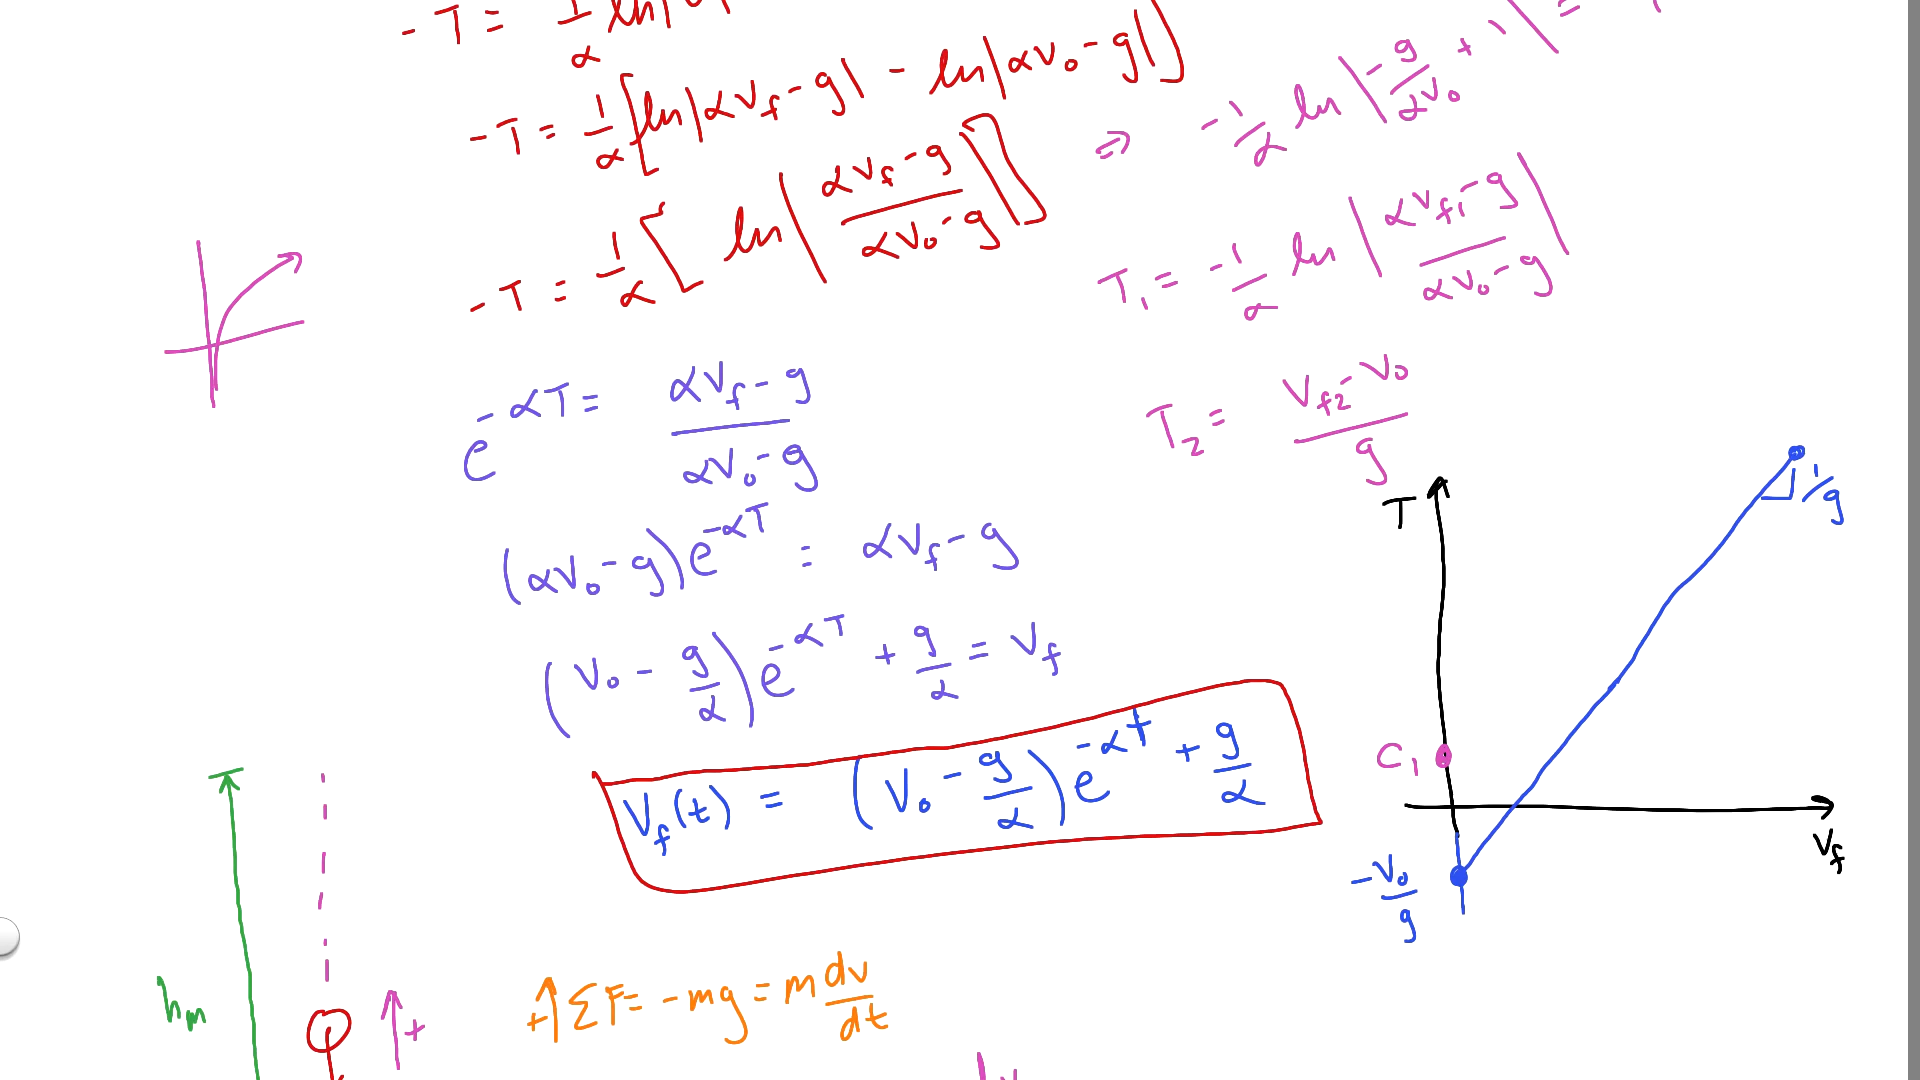 -T = 1/α ln|
-T = 1/α [ln|αv_f - g| - ln|αv_0 - g|]
-T = 1/α [ln|(αv_f - g)/(αv_0 - g)|]
e^(-αT) = (αv_f - g)/(αv_0 - g)
(αv_0 - g)e^(-αT) = αv_f - g
(v_0 - g/α)e^(-αT) + g/α = v_f
v_f(t) = (v_0 - g/α)e^(-αt) + g/α
⇒ -1/α ln|-g/αv_0 + 1| =
T_1 = -1/α ln|(αv_f1 - g)/(αv_0 - g)|
T_2 = (v_f2 - v_0)/g
T
1/g
C_1
v_f
-v_0/g
h_m
+
+↑ΣF = -mg = m dv/dt